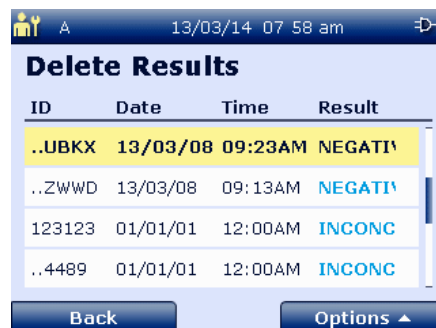 A 13/03/14 07 58 am
Delete Results
ID Date Time Result
..UBKX 13/03/08 09:23AM NEGATI
..ZWWD 13/03/08 09:13AM NEGATI
123123 01/01/01 12:00AM INCONC
..4489 01/01/01 12:00AM INCONC
Back Options